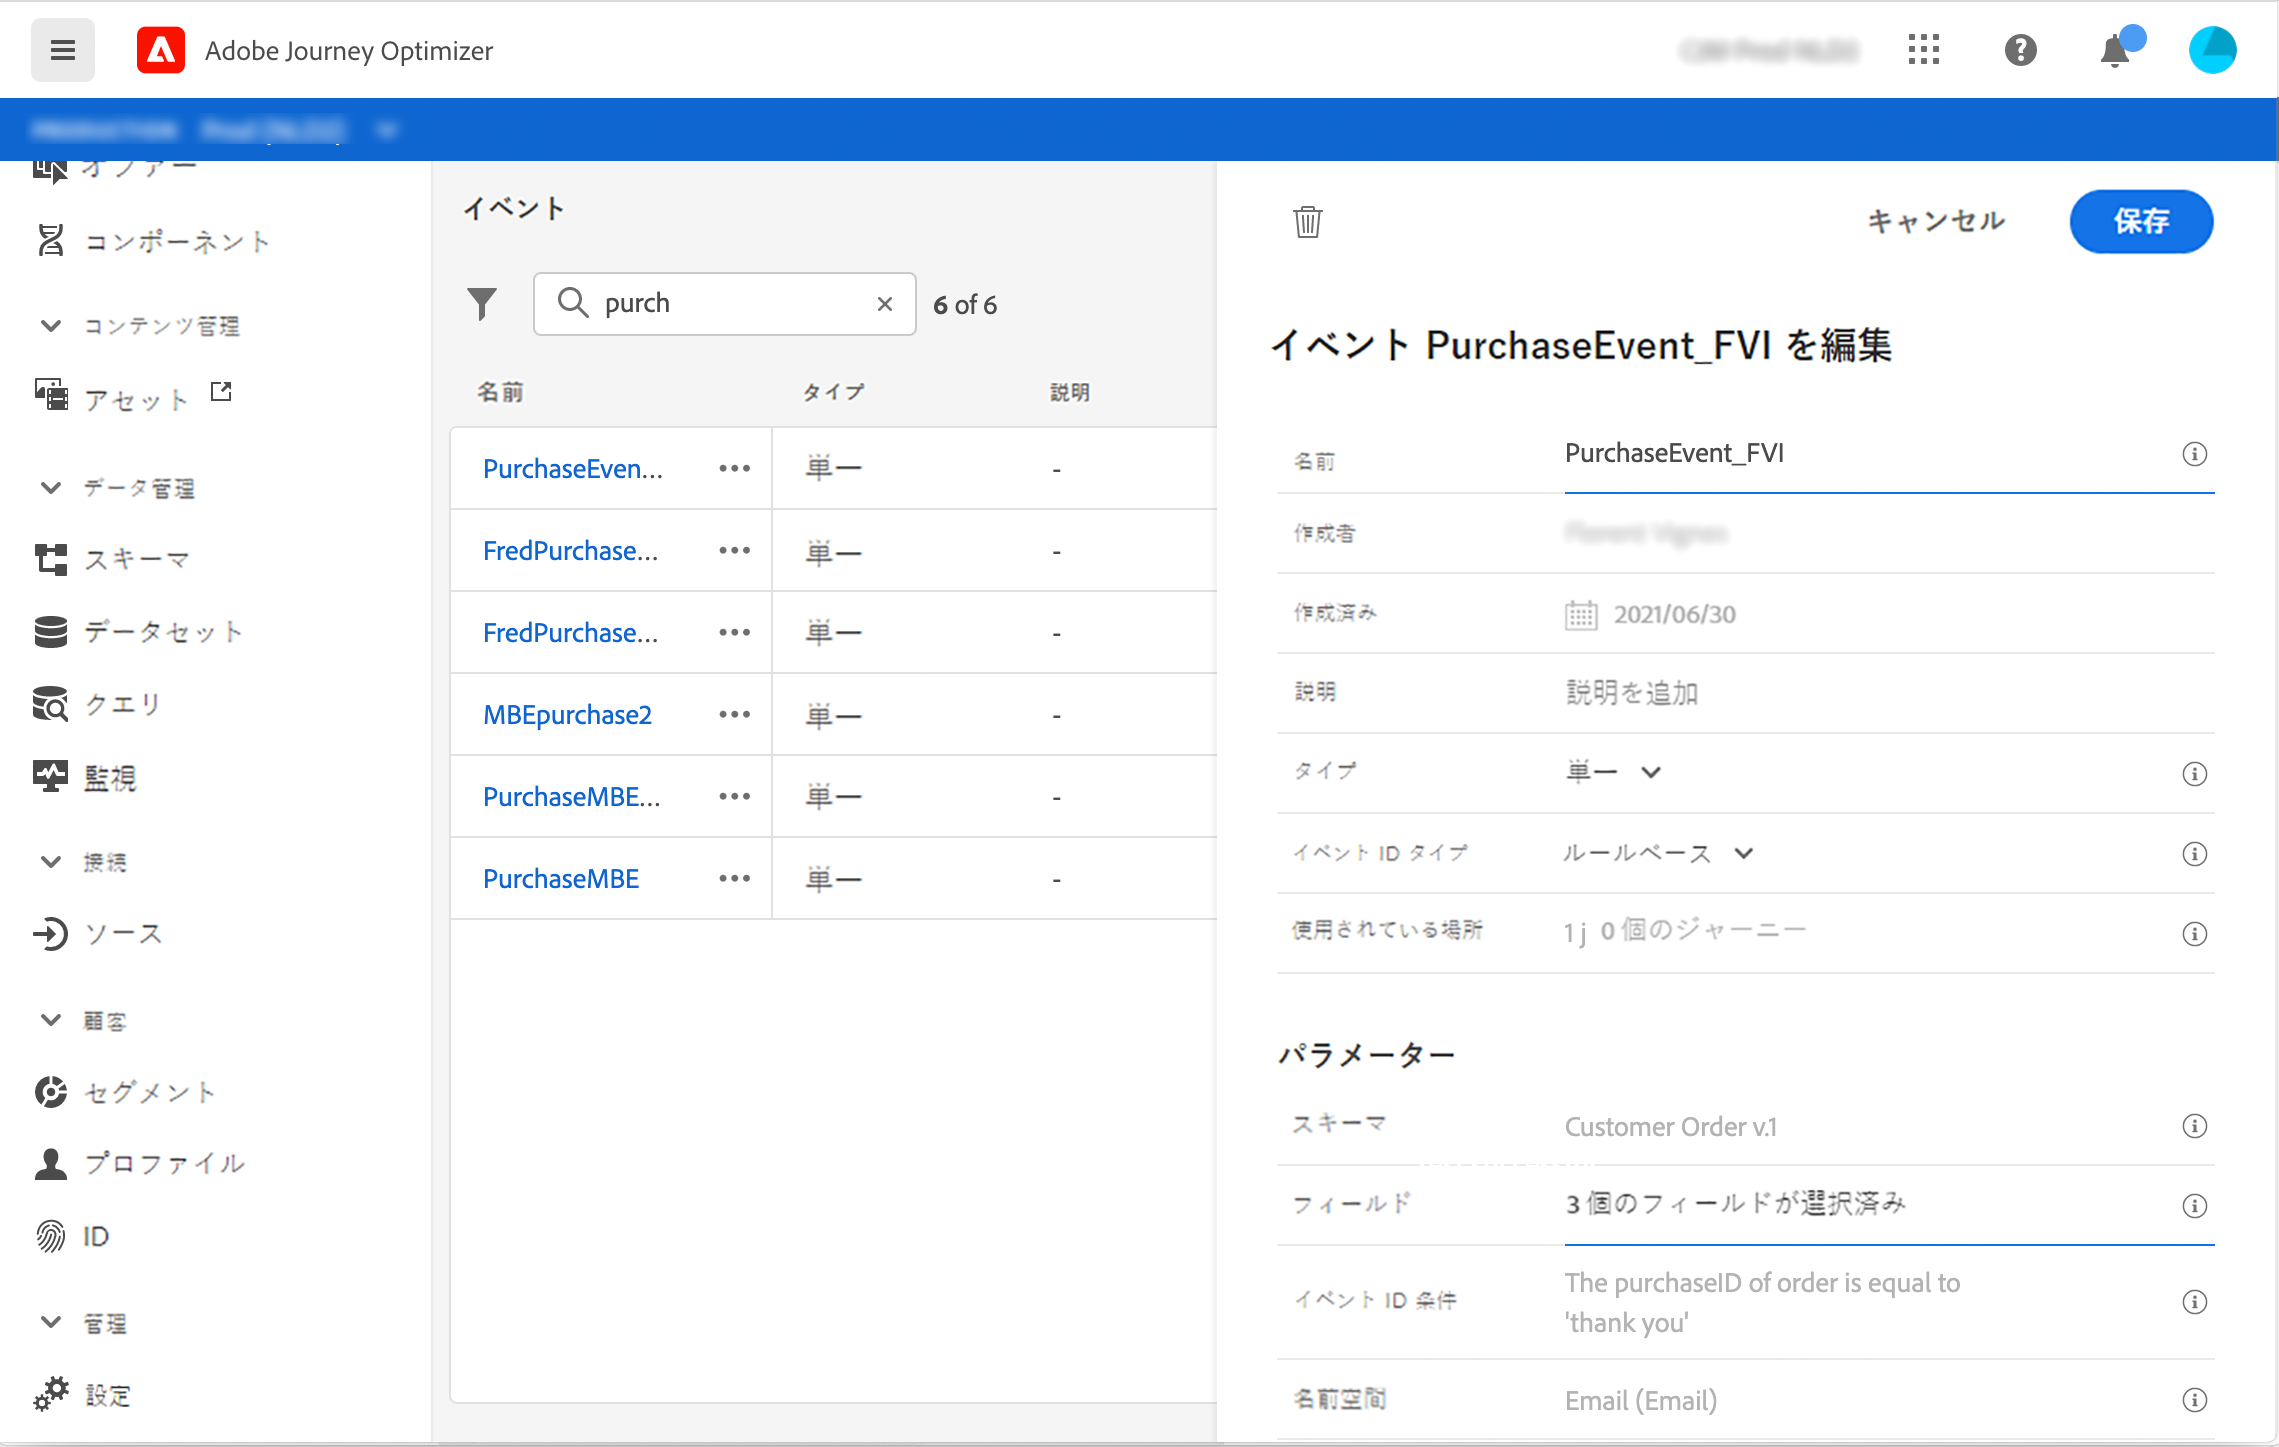 Adobe Journey Optimizer
オファー
コンポーネント
コンテンツ管理
アセット
データ管理
スキーマ
データセット
クエリ
監視
接続
ソース
顧客
セグメント
プロファイル
ID
管理
設定
イベント
purch
6 of 6
名前 タイプ 説明
PurchaseEven... 単一 -
FredPurchase... 単一 -
FredPurchase... 単一 -
MBEpurchase2 単一 -
PurchaseMBE... 単一 -
PurchaseMBE 単一 -
キャンセル 保存
イベント PurchaseEvent_FVI を編集
名前 PurchaseEvent_FVI
作成者
作成済み 2021/06/30
説明 説明を追加
タイプ 単一
イベント ID タイプ ルールベース
使用されている場所 1 j 0 個のジャーニー
パラメーター
スキーマ Customer Order v.1
フィールド 3 個のフィールドが選択済み
イベント ID 条件 The purchaseID of order is equal to
'thank you'
名前空間 Email (Email)